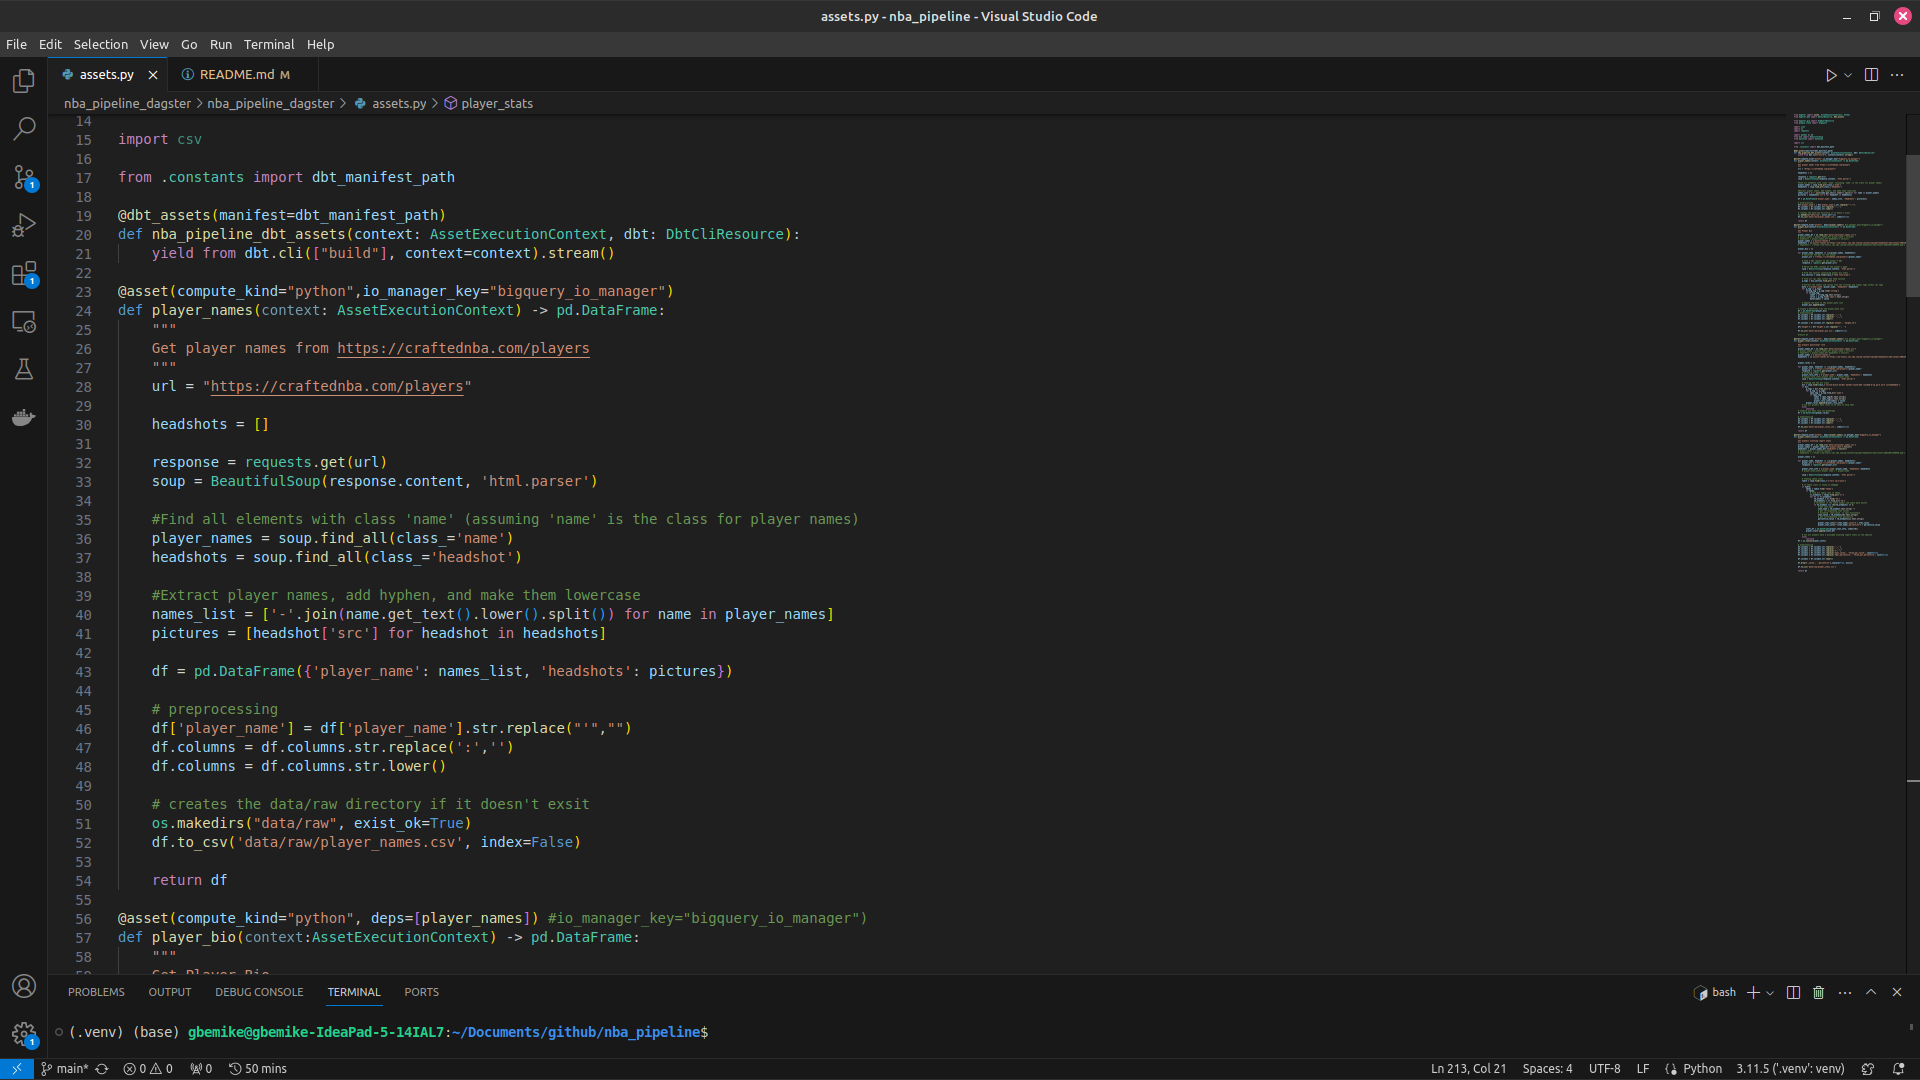 assets.py - nba_pipeline - Visual Studio Code
File Edit Selection View Go Run Terminal Help
assets.py README.md M
nba_pipeline_dagster > nba_pipeline_dagster > assets.py > player_stats
14
15 import csv
16
17 from .constants import dbt_manifest_path
18
19 @dbt_assets(manifest=dbt_manifest_path)
20 def nba_pipeline_dbt_assets(context: AssetExecutionContext, dbt: DbtCliResource):
21 yield from dbt.cli(["build"], context=context).stream()
22
23 @asset(compute_kind="python",io_manager_key="bigquery_io_manager")
24 def player_names(context: AssetExecutionContext) -> pd.DataFrame:
25 """
26 Get player names from https://craftednba.com/players
27 """
28 url = "https://craftednba.com/players"
29
30 headshots = []
31
32 response = requests.get(url)
33 soup = BeautifulSoup(response.content, 'html.parser')
34
35 #Find all elements with class 'name' (assuming 'name' is the class for player names)
36 player_names = soup.find_all(class_='name')
37 headshots = soup.find_all(class_='headshot')
38
39 #Extract player names, add hyphen, and make them lowercase
40 names_list = ['-'.join(name.get_text().lower().split()) for name in player_names]
41 pictures = [headshot['src'] for headshot in headshots]
42
43 df = pd.DataFrame({'player_name': names_list, 'headshots': pictures})
44
45 # preprocessing
46 df['player_name'] = df['player_name'].str.replace("'","")
47 df.columns = df.columns.str.replace(':','')
48 df.columns = df.columns.str.lower()
49
50 # creates the data/raw directory if it doesn't exsit
51 os.makedirs("data/raw", exist_ok=True)
52 df.to_csv('data/raw/player_names.csv', index=False)
53
54 return df
55
56 @asset(compute_kind="python", deps=[player_names]) #io_manager_key="bigquery_io_manager")
57 def player_bio(context:AssetExecutionContext) -> pd.DataFrame:
58 """
59 Get Player Bio
PROBLEMS OUTPUT DEBUG CONSOLE TERMINAL PORTS bash
(.venv) (base) gbemike@gbemike-IdeaPad-5-14IAL7:~/Documents/github/nba_pipeline$
main* 0 0 0 50 mins Ln 213, Col 21 Spaces: 4 UTF-8 LF Python 3.11.5 ('.venv': venv)